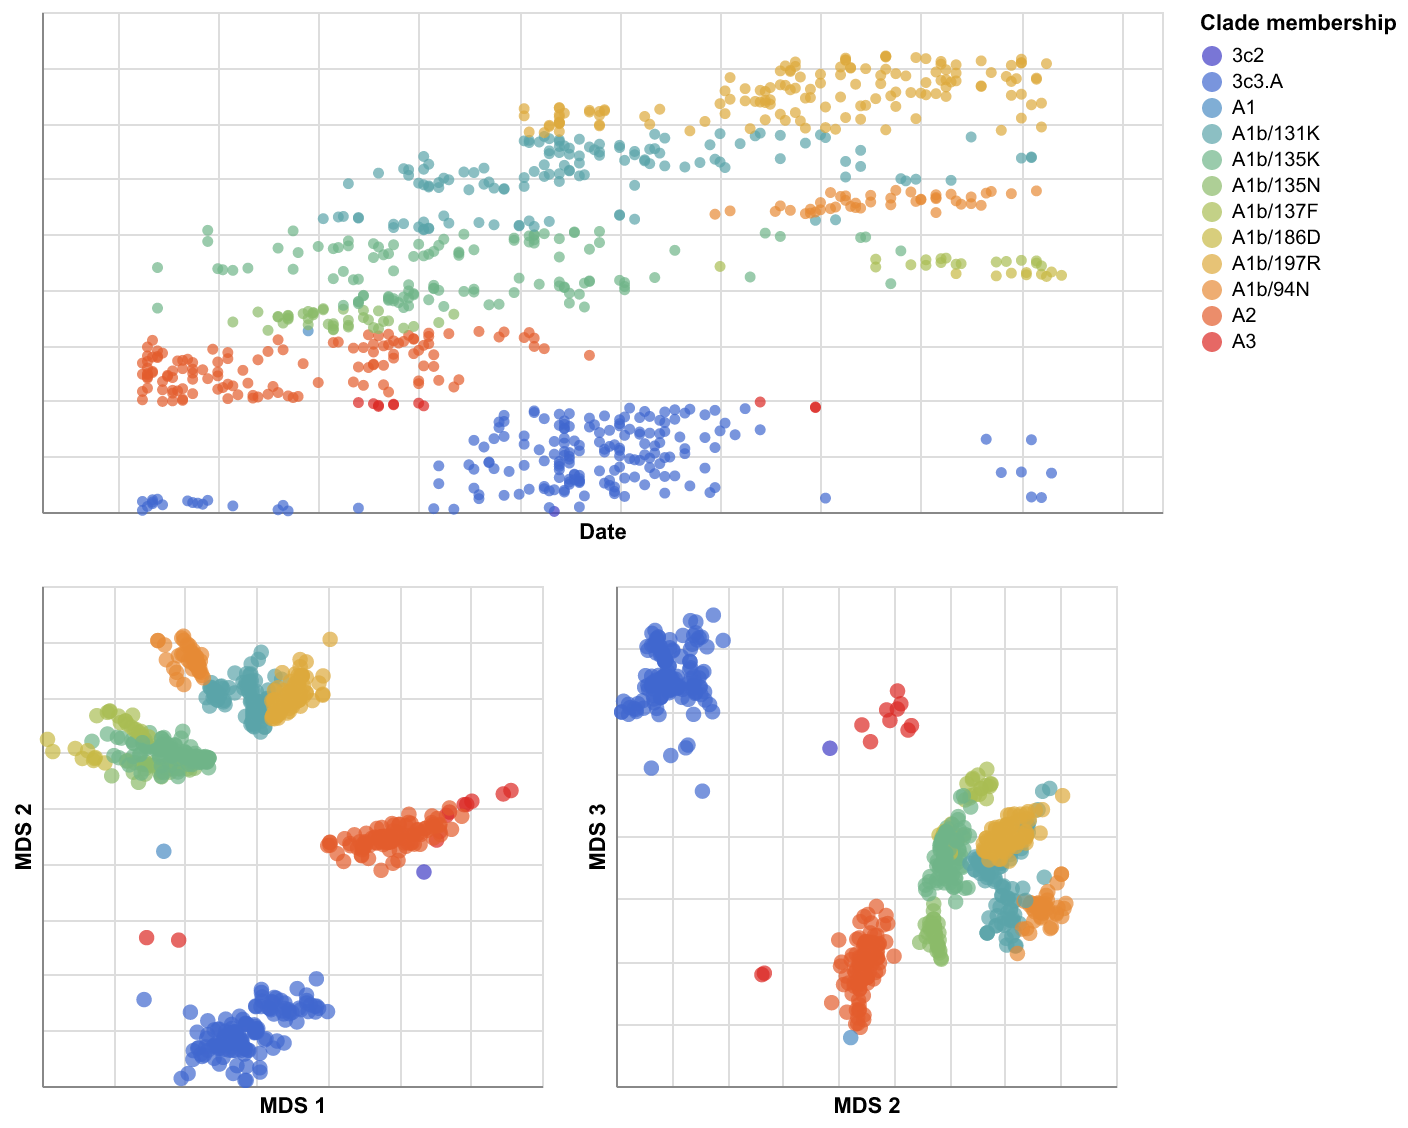 Clade membership
3c2
3c3.A
A1
A1b/131K
A1b/135K
A1b/135N
A1b/137F
A1b/186D
A1b/197R
A1b/94N
A2
A3
Date
MDS 2
MDS 1
MDS 3
MDS 2